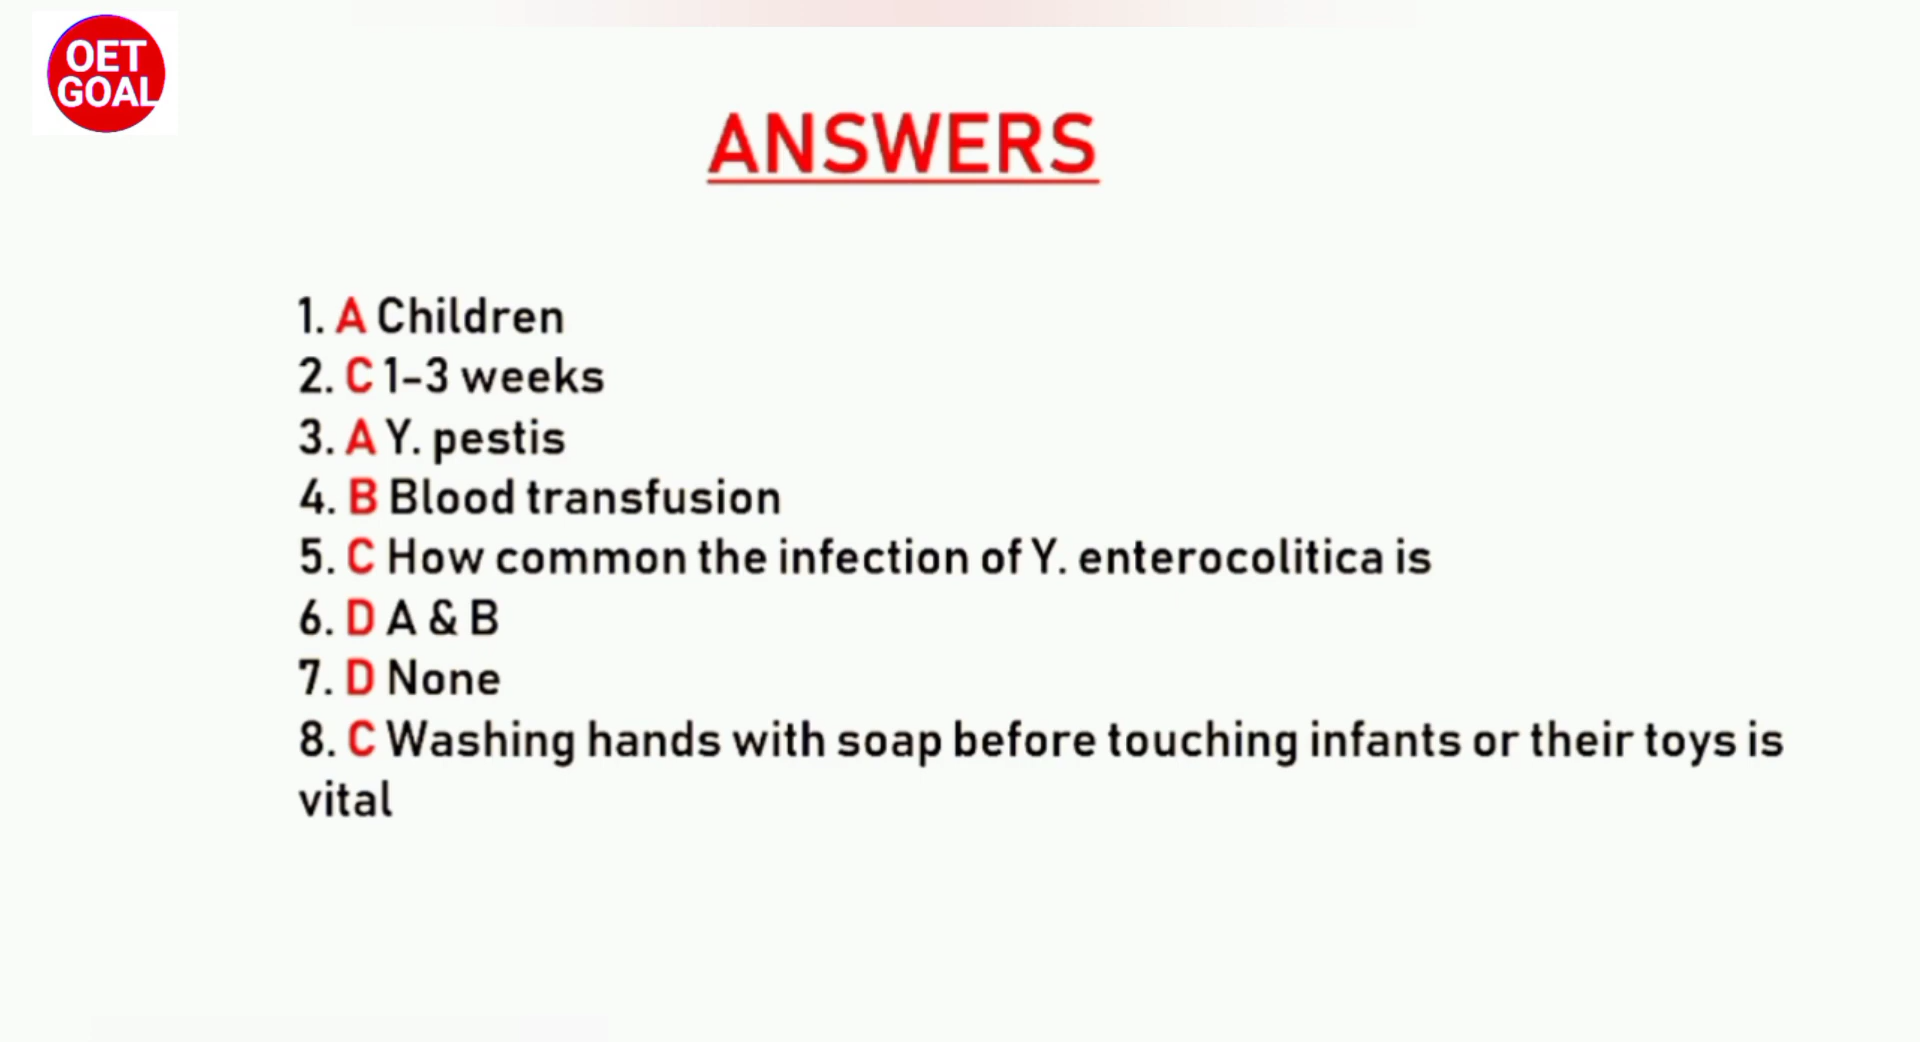 OET
GOAL
ANSWERS
1. A Children
2. C 1-3 weeks
3. A Y. pestis
4. B Blood transfusion
5. C How common the infection of Y. enterocolitica is
6. D A & B
7. D None
8. C Washing hands with soap before touching infants or their toys is
vital